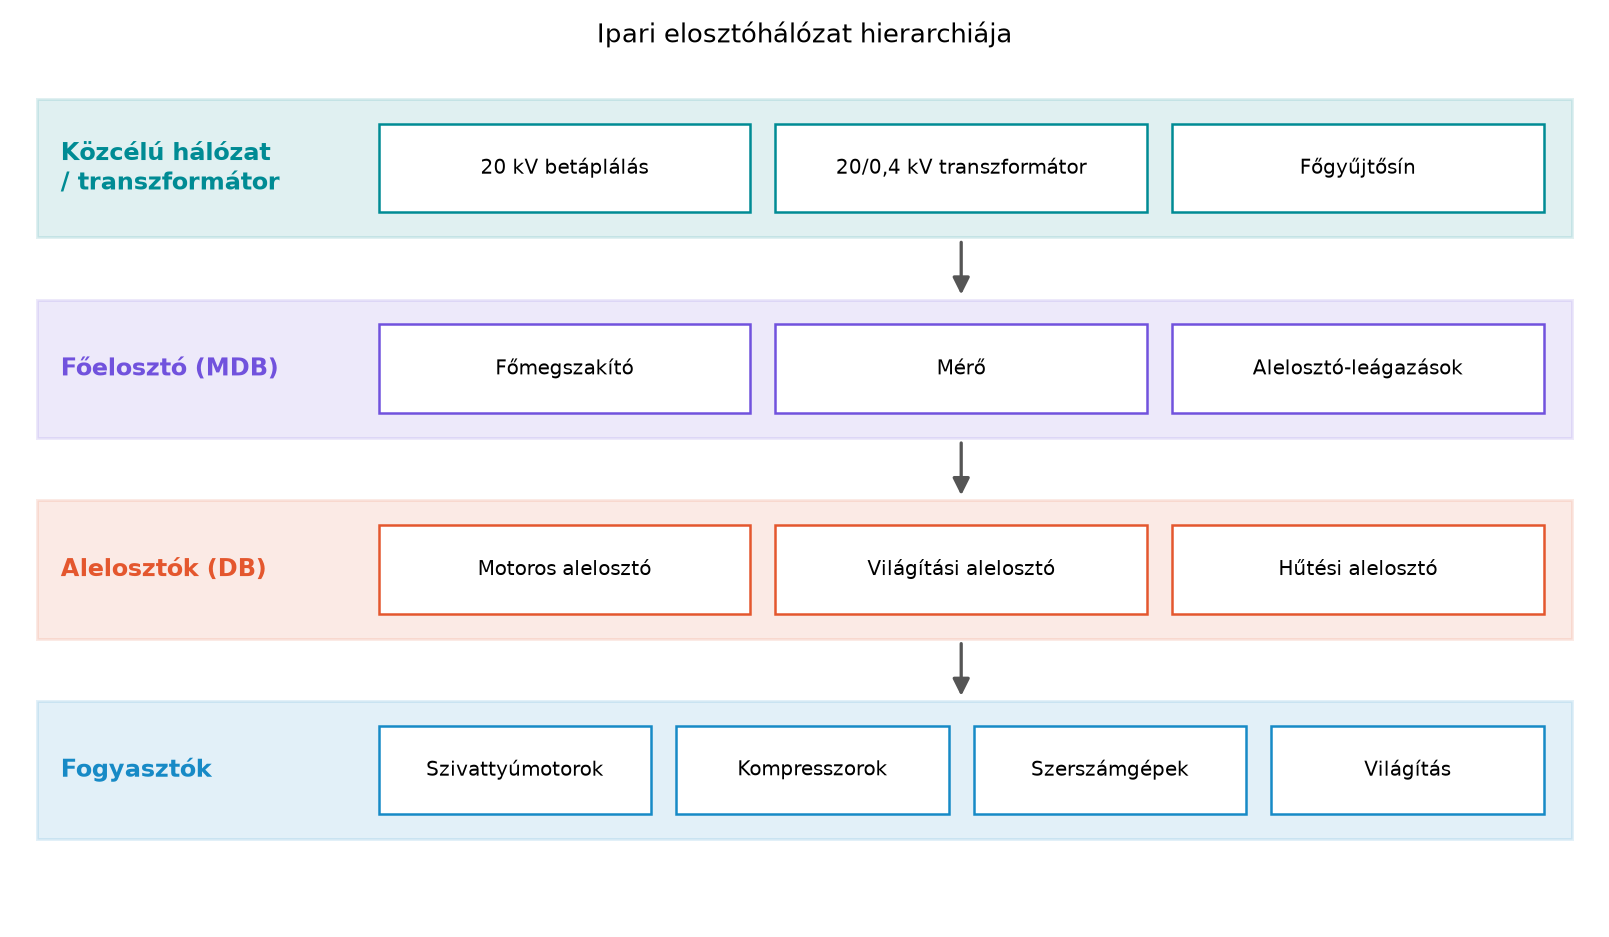 Ipari elosztóhálózat hierarchiája
Közcélú hálózat
/ transzformátor
20 kV betáplálás
20/0,4 kV transzformátor
Főgyűjtősín
Főelosztó (MDB)
Főmegszakító
Mérő
Alelosztó-leágazások
Alelosztók (DB)
Motoros alelosztó
Világítási alelosztó
Hűtési alelosztó
Fogyasztók
Szivattyúmotorok
Kompresszorok
Szerszámgépek
Világítás